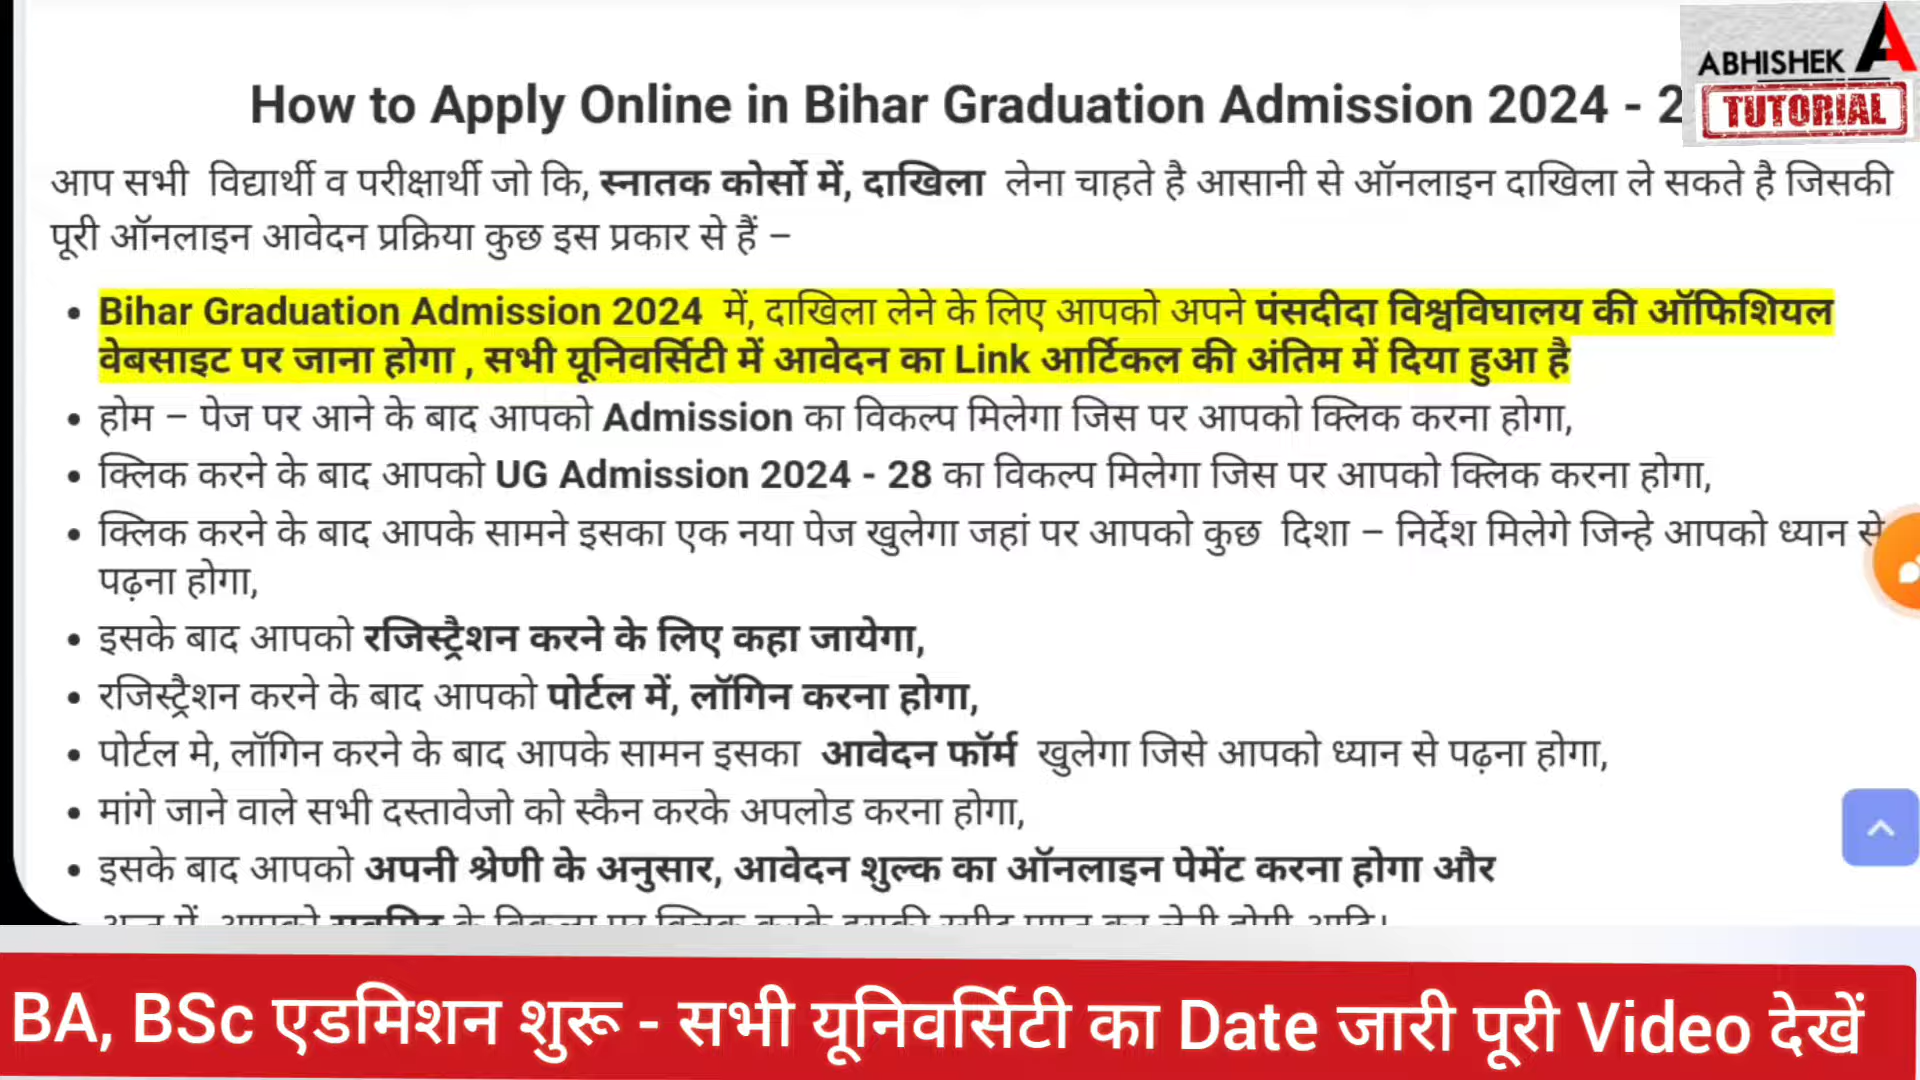 How to Apply Online in Bihar Graduation Admission 2024 - 2
ABHISHEK
TUTORIAL
आप सभी विद्यार्थी व परीक्षार्थी जो कि, स्नातक कोर्सो में, दाखिला लेना चाहते है आसानी से ऑनलाइन दाखिला ले सकते है जिसकी
पूरी ऑनलाइन आवेदन प्रक्रिया कुछ इस प्रकार से हैं –
• Bihar Graduation Admission 2024 में, दाखिला लेने के लिए आपको अपने पंसदीदा विश्वविघालय की ऑफिशियल
वेबसाइट पर जाना होगा , सभी यूनिवर्सिटी में आवेदन का Link आर्टिकल की अंतिम में दिया हुआ है
• होम – पेज पर आने के बाद आपको Admission का विकल्प मिलेगा जिस पर आपको क्लिक करना होगा,
• क्लिक करने के बाद आपको UG Admission 2024 - 28 का विकल्प मिलेगा जिस पर आपको क्लिक करना होगा,
• क्लिक करने के बाद आपके सामने इसका एक नया पेज खुलेगा जहां पर आपको कुछ दिशा – निर्देश मिलेगे जिन्हे आपको ध्यान से
पढ़ना होगा,
• इसके बाद आपको रजिस्ट्रैशन करने के लिए कहा जायेगा,
• रजिस्ट्रैशन करने के बाद आपको पोर्टल में, लॉगिन करना होगा,
• पोर्टल मे, लॉगिन करने के बाद आपके सामन इसका आवेदन फॉर्म खुलेगा जिसे आपको ध्यान से पढ़ना होगा,
• मांगे जाने वाले सभी दस्तावेजो को स्कैन करके अपलोड करना होगा,
• इसके बाद आपको अपनी श्रेणी के अनुसार, आवेदन शुल्क का ऑनलाइन पेमेंट करना होगा और
BA, BSc एडमिशन शुरू - सभी यूनिवर्सिटी का Date जारी पूरी Video देखें